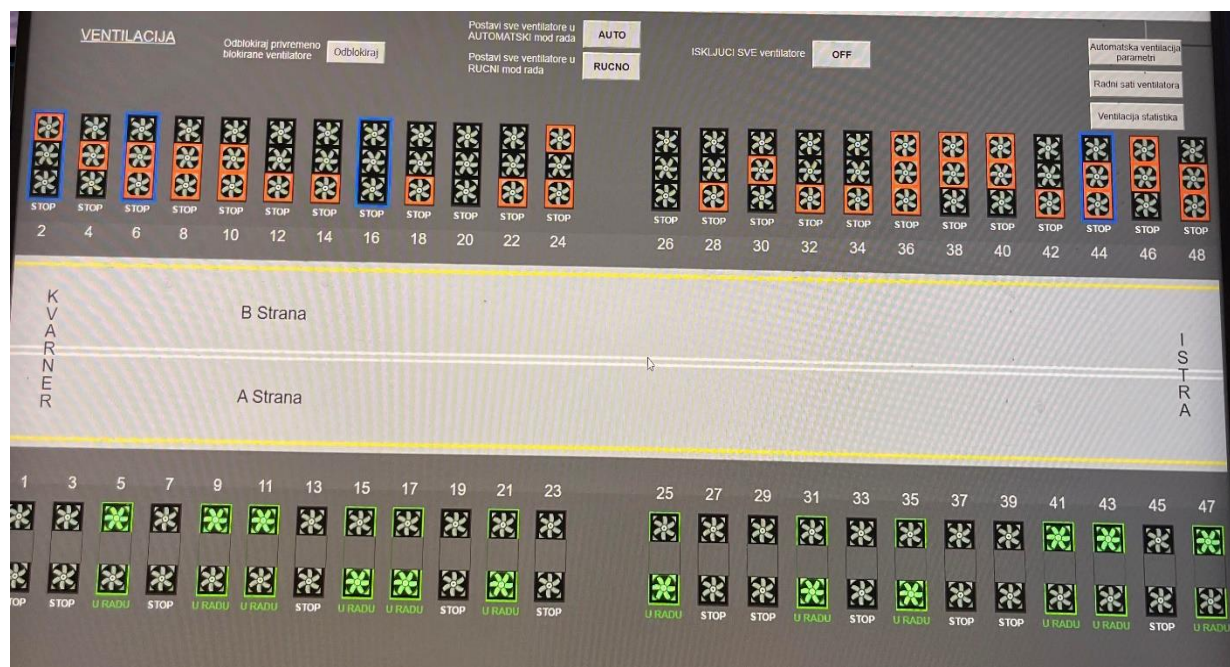 VENTILACIJA
Odblokiraj privremeno
blokirane ventilatore
Odblokiraj
Postavi sve ventilatore u
AUTOMATSKI mod rada
AUTO
Postavi sve ventilatore u
RUCNI mod rada
RUCNO
ISKLJUCI SVE ventilatore
OFF
Automatska ventilacija
parametri
Radni sati ventilatora
Ventilacija statistika
STOP STOP STOP STOP STOP STOP STOP STOP STOP STOP STOP STOP STOP STOP STOP STOP STOP STOP STOP STOP STOP STOP STOP STOP
2 4 6 8 10 12 14 16 18 20 22 24 26 28 30 32 34 36 38 40 42 44 46 48
KVARNER
B Strana
A Strana
ISTRA
1 3 5 7 9 11 13 15 17 19 21 23 25 27 29 31 33 35 37 39 41 43 45 47
TOP STOP U RADU STOP U RADU U RADU STOP U RADU U RADU STOP U RADU STOP U RADU STOP STOP U RADU STOP U RADU STOP STOP U RADU U RADU STOP U RADU